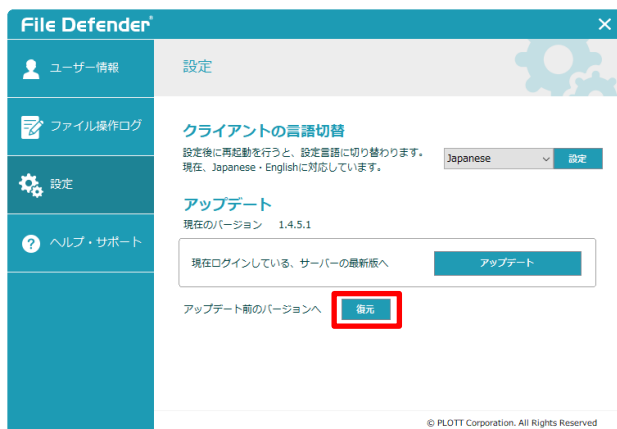 File Defender®
ユーザー情報
ファイル操作ログ
設定
ヘルプ・サポート
設定
クライアントの言語切替
設定後に再起動を行うと、設定言語に切り替わります。
現在、Japanese・Englishに対応しています。
Japanese
設定
アップデート
現在のバージョン 1.4.5.1
現在ログインしている、サーバーの最新版へ
アップデート
アップデート前のバージョンへ
復元
© PLOTT Corporation. All Rights Reserved